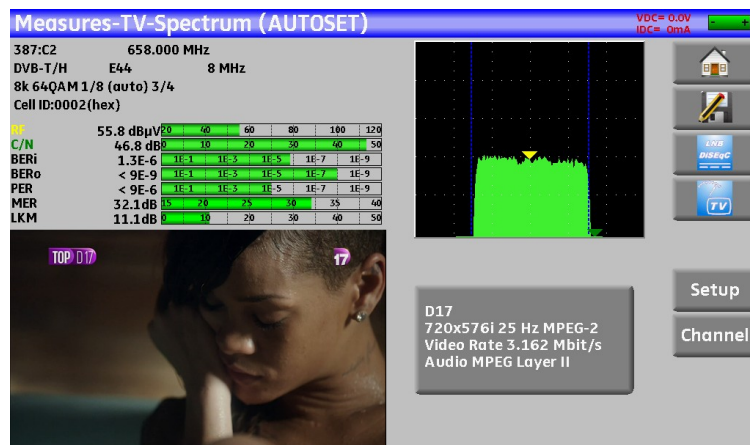 Measures-TV-Spectrum (AUTOSET)
VDC= 0.0V
IDC= 0mA
- +
387:C2 658.000 MHz
DVB-T/H E44 8 MHz
8k 64QAM 1/8 (auto) 3/4
Cell ID:0002(hex)
RF 55.8 dBµV 20 40 60 80 100 120
C/N 46.8 dB 0 10 20 30 40 50
BERi 1.3E-6 1E-1 1E-3 1E-5 1E-7 1E-9
BERo < 9E-9 1E-1 1E-3 1E-5 1E-7 1E-9
PER < 9E-6 1E-1 1E-3 1E-5 1E-7 1E-9
MER 32.1dB 15 20 25 30 35 40
LKM 11.1dB 0 10 20 30 40 50
TOP D17
17
LNB
DiSEqC
TV
D17
720x576i 25 Hz MPEG-2
Video Rate 3.162 Mbit/s
Audio MPEG Layer II
Setup
Channel